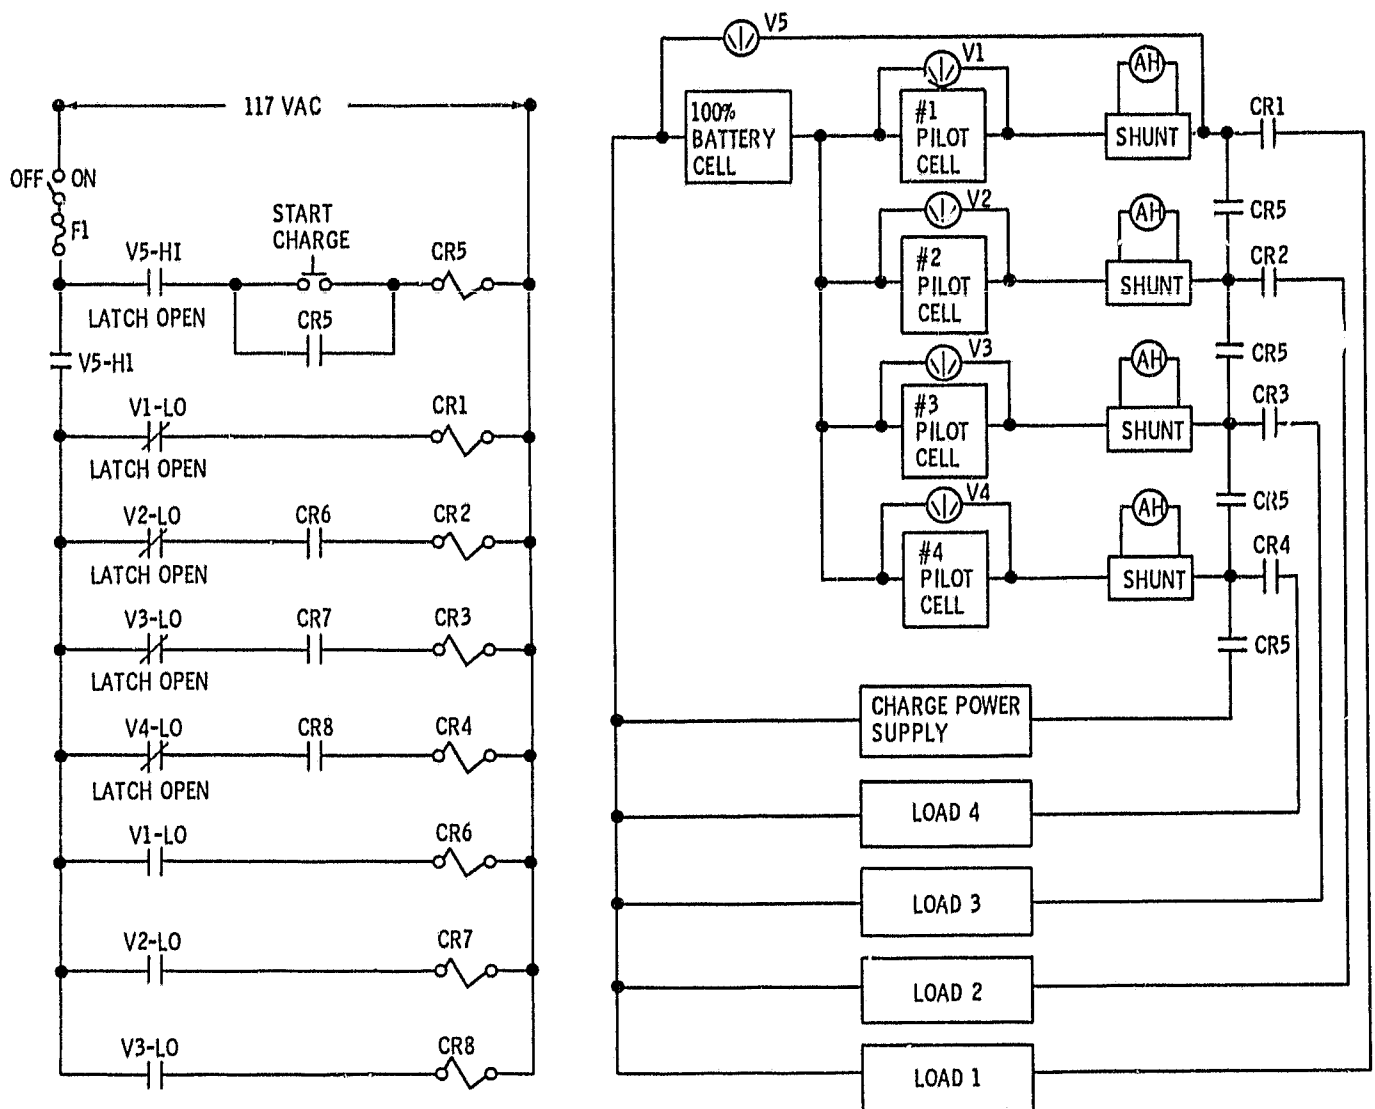 117 VAC
OFF
ON
F1
V5-HI
START
CHARGE
CR5
LATCH OPEN
CR5
V5-HI
V1-LO
CR1
LATCH OPEN
V2-LO
CR6
CR2
LATCH OPEN
V3-LO
CR7
CR3
LATCH OPEN
V4-LO
CR8
CR4
LATCH OPEN
V1-LO
CR6
V2-LO
CR7
V3-LO
CR8
V5
V1
AH
100%
BATTERY
CELL
#1
PILOT
CELL
SHUNT
CR1
CR5
V2
AH
#2
PILOT
CELL
SHUNT
CR2
CR5
V3
AH
#3
PILOT
CELL
SHUNT
CR3
CR5
V4
AH
#4
PILOT
CELL
SHUNT
CR4
CR5
CHARGE POWER
SUPPLY
LOAD 4
LOAD 3
LOAD 2
LOAD 1